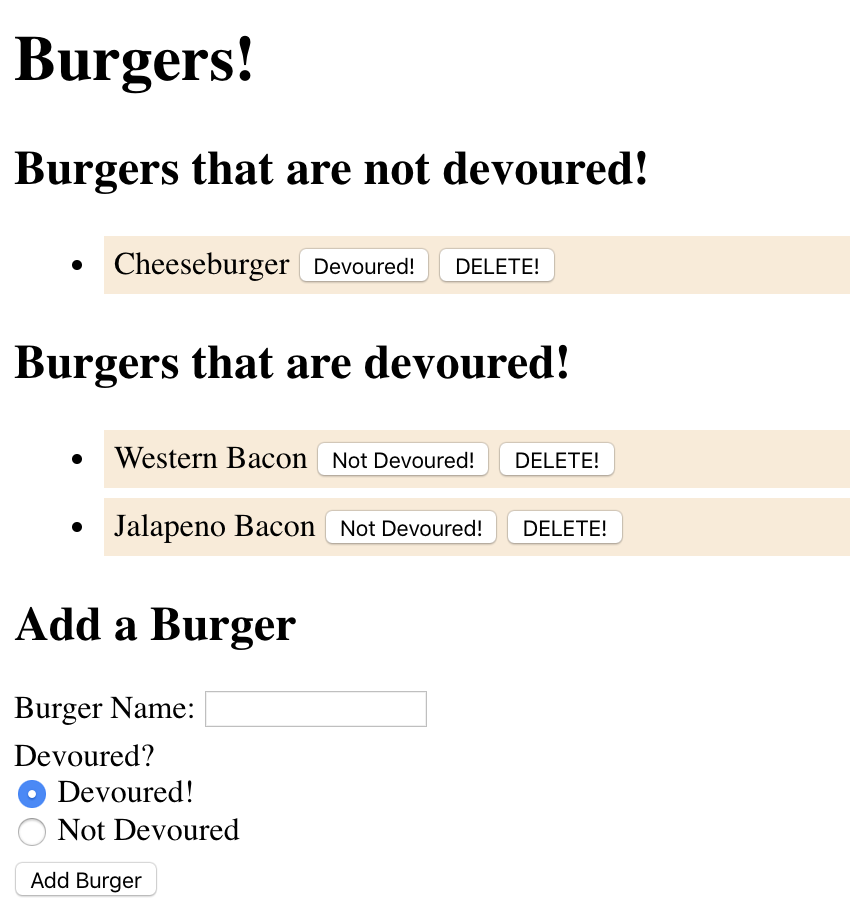 Burgers!
Burgers that are not devoured!
Cheeseburger Devoured! DELETE!
Burgers that are devoured!
Western Bacon Not Devoured! DELETE!
Jalapeno Bacon Not Devoured! DELETE!
Add a Burger
Burger Name:
Devoured?
Devoured!
Not Devoured
Add Burger